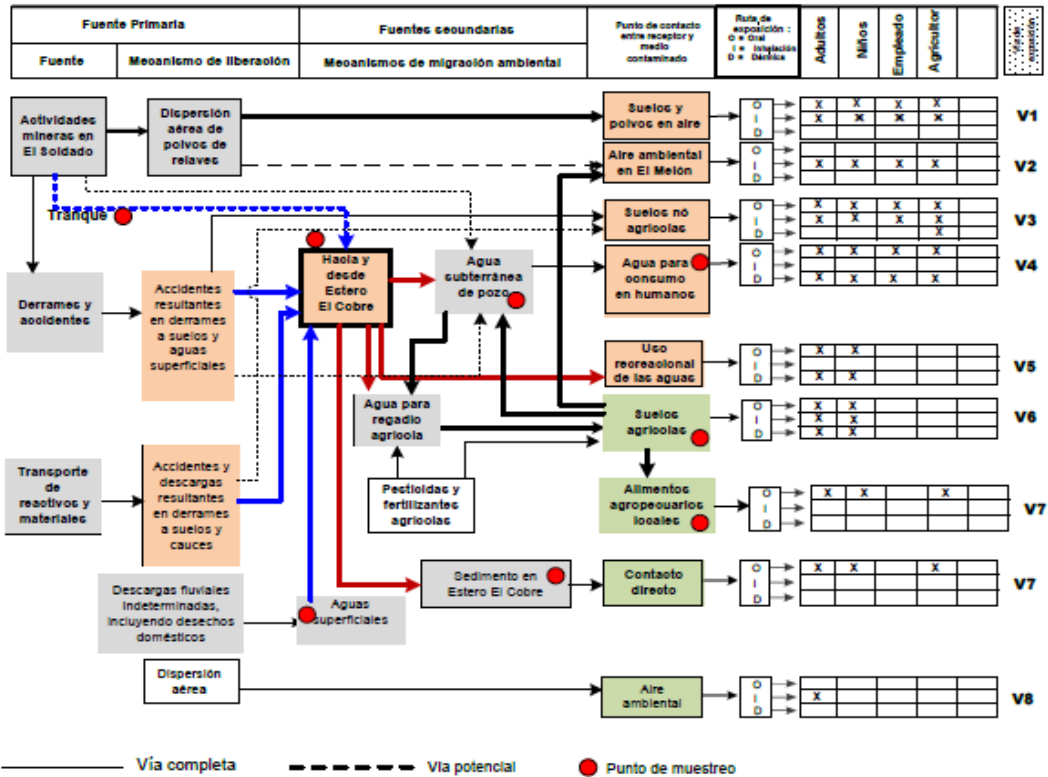 Fuente Primaria
Fuentes secundarias
Punto de contacto
entre receptor y
medio
contaminado
Ruta de
exposición :
O = Oral
I = Inhalación
D = Dérmica
Adultos
Niños
Empleado
Agricultor
Vía de
exposición
Fuente
Mecanismo de liberación
Mecanismos de migración ambiental
Actividades
mineras en
El Soldado
Dispersión
aérea de
polvos de
relaves
Suelos y
polvos en aire
O
I
D
X X X X
X X X X
V1
Aire ambiental
en El Melón
O
I
D
X X X X
V2
Tranque
Suelos nó
agrícolas
O
I
D
X X X X
X X X X
X
V3
Hacia y
desde
Estero
El Cobre
Agua
subterránea
de pozo
Agua para
consumo
en humanos
O
I
D
X X X X
X X X X
V4
Derrames y
accidentes
Accidentes
resultantes
en derrames
a suelos y
aguas
superficiales
Uso
recreacional
de las aguas
O
I
D
X X
X X
V5
Agua para
regadío
agrícola
Suelos
agrícolas
O
I
D
X X
X X
X X
V6
Transporte
de
reactivos y
materiales
Accidentes y
descargas
resultantes
en derrames
a suelos y
cauces
Pesticidas y
fertilizantes
agrícolas
Alimentos
agropecuarios
locales
O
I
D
X X X
V7
Descargas fluviales
indeterminadas,
incluyendo desechos
domésticos
Aguas
superficiales
Sedimento en
Estero El Cobre
Contacto
directo
O
I
D
X X X
V7
Dispersión
aérea
Aire
ambiental
O
I
D
X
V8
Vía completa
Vía potencial
Punto de muestreo